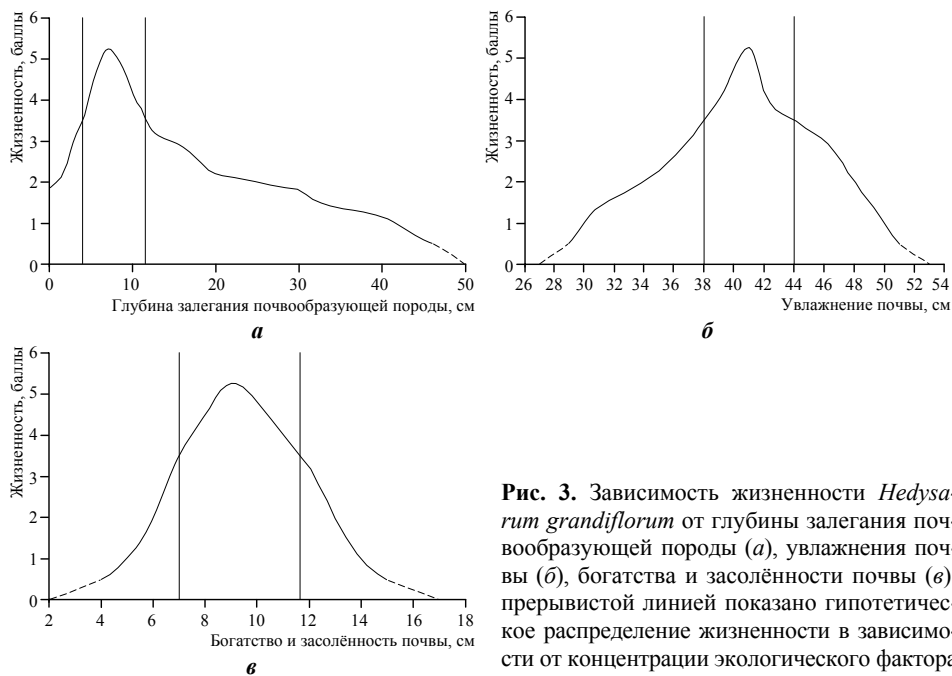 Жизненность, баллы
6
5
4
3
2
1
0
0 10 20 30 40 50
Глубина залегания почвообразующей породы, см
а
Жизненность, баллы
6
5
4
3
2
1
0
26 28 30 32 34 36 38 40 42 44 46 48 50 52 54
Увлажнение почвы, см
б
Жизненность, баллы
6
5
4
3
2
1
0
2 4 6 8 10 12 14 16 18
Богатство и засолённость почвы, см
в
Рис. 3. Зависимость жизненности Hedysa-
rum grandiflorum от глубины залегания поч-
вообразующей породы (а), увлажнения поч-
вы (б), богатства и засолённости почвы (в)
прерывистой линией показано гипотетичес-
кое распределение жизненности в зависимо-
сти от концентрации экологического фактора